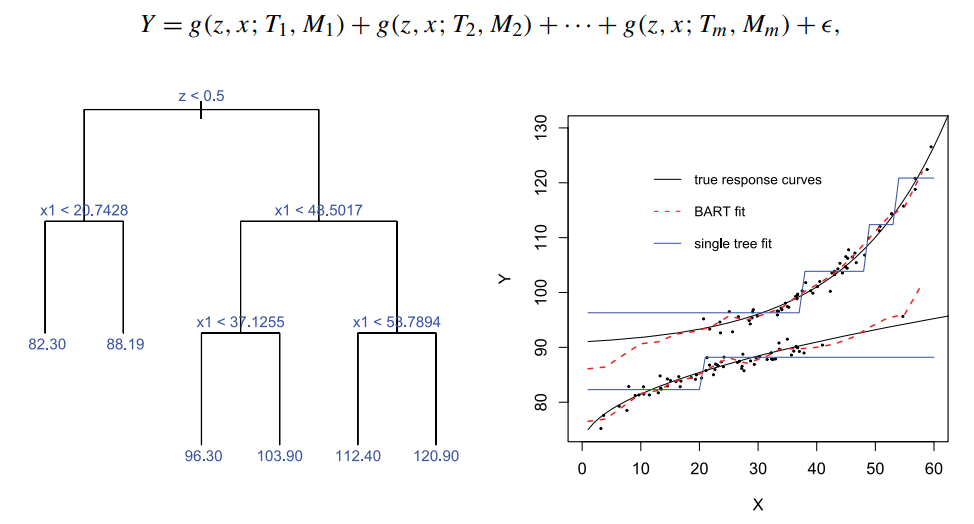 Y = g(z, x; T₁, M₁) + g(z, x; T₂, M₂) + ··· + g(z, x; Tₘ, Mₘ) + ϵ,
z < 0.5
x1 < 20.7428
x1 < 48.5017
82.30
88.19
x1 < 37.1255
x1 < 53.7894
96.30
103.90
112.40
120.90
130
120
110
100
90
80
Y
true response curves
BART fit
single tree fit
0 10 20 30 40 50 60
X